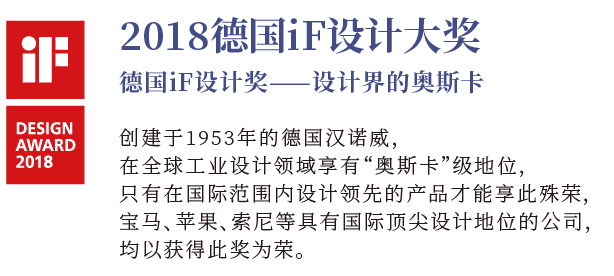 iF
DESIGN
AWARD
2018
2018德国iF设计大奖
德国iF设计奖——设计界的奥斯卡
创建于1953年的德国汉诺威，
在全球工业设计领域享有“奥斯卡”级地位，
只有在国际范围内设计领先的产品才能享此殊荣，
宝马、苹果、索尼等具有国际顶尖设计地位的公司，
均以获得此奖为荣。